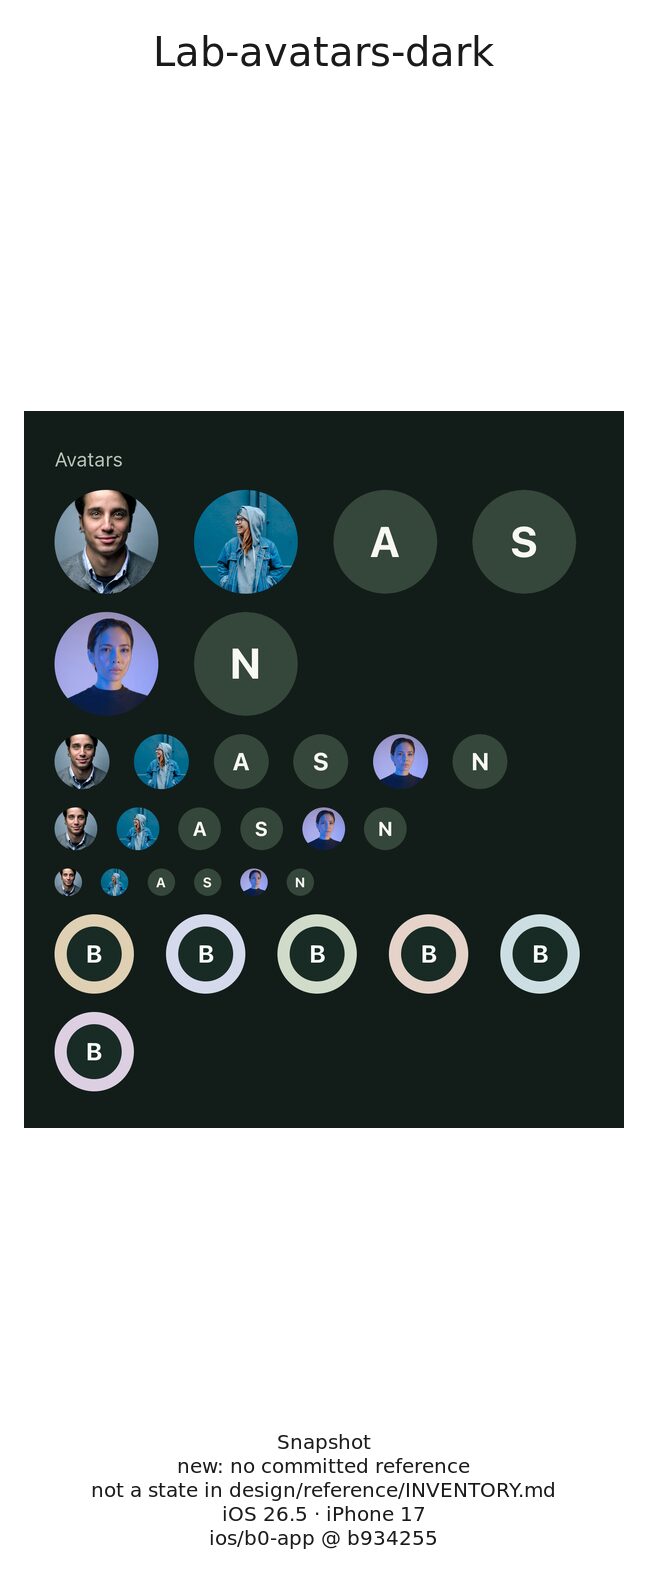 Lab-avatars-dark
Avatars
A S
N
A S N
A S N
A S N
B B B B B
B
Snapshot
new: no committed reference
not a state in design/reference/INVENTORY.md
iOS 26.5 · iPhone 17
ios/b0-app @ b934255